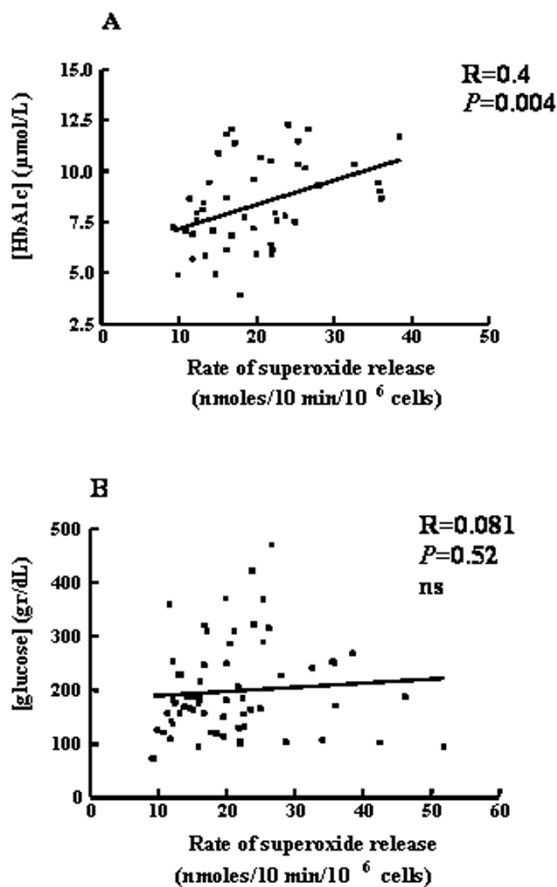 A
R=0.4
P=0.004
[HbA1c] (μmol/L)
15.0
12.5
10.0
7.5
5.0
2.5
0 10 20 30 40 50
Rate of superoxide release
(nmoles/10 min/10 6 cells)
B
R=0.081
P=0.52
ns
[glucose] (gr/dL)
500
400
300
200
100
0
0 10 20 30 40 50 60
Rate of superoxide release
(nmoles/10 min/10 6 cells)